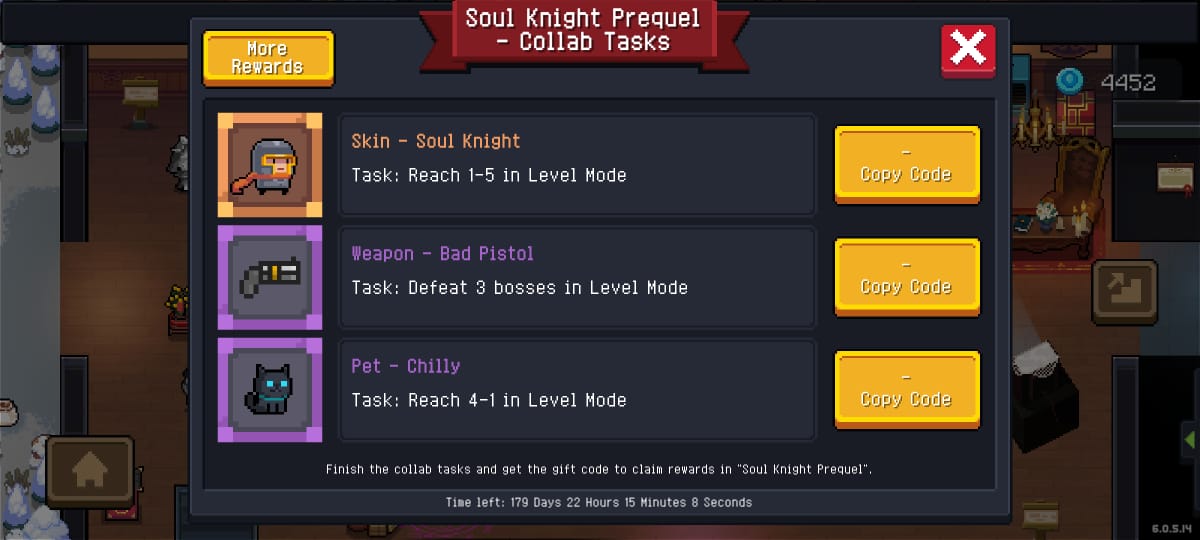 Soul Knight Prequel
- Collab Tasks
More
Rewards
4452
Skin - Soul Knight
Task: Reach 1-5 in Level Mode
-
Copy Code
Weapon - Bad Pistol
Task: Defeat 3 bosses in Level Mode
-
Copy Code
Pet - Chilly
Task: Reach 4-1 in Level Mode
-
Copy Code
Finish the collab tasks and get the gift code to claim rewards in "Soul Knight Prequel".
Time left: 179 Days 22 Hours 15 Minutes 8 Seconds
6.0.5.14